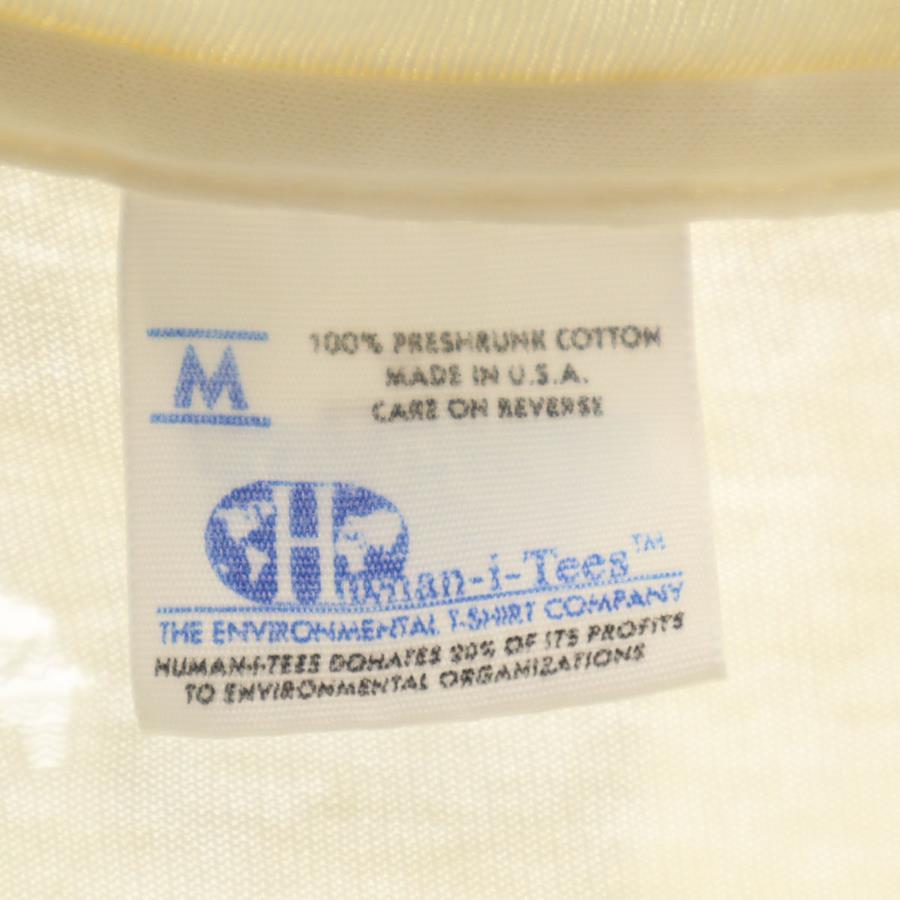 M
100% PRESHRUNK COTTON
MADE IN U.S.A.
CARE ON REVERSE
Human-i-Tees™
THE ENVIRONMENTAL T-SHIRT COMPANY
HUMAN-I-TEES DONATES 20% OF ITS PROFITS
TO ENVIRONMENTAL ORGANIZATIONS